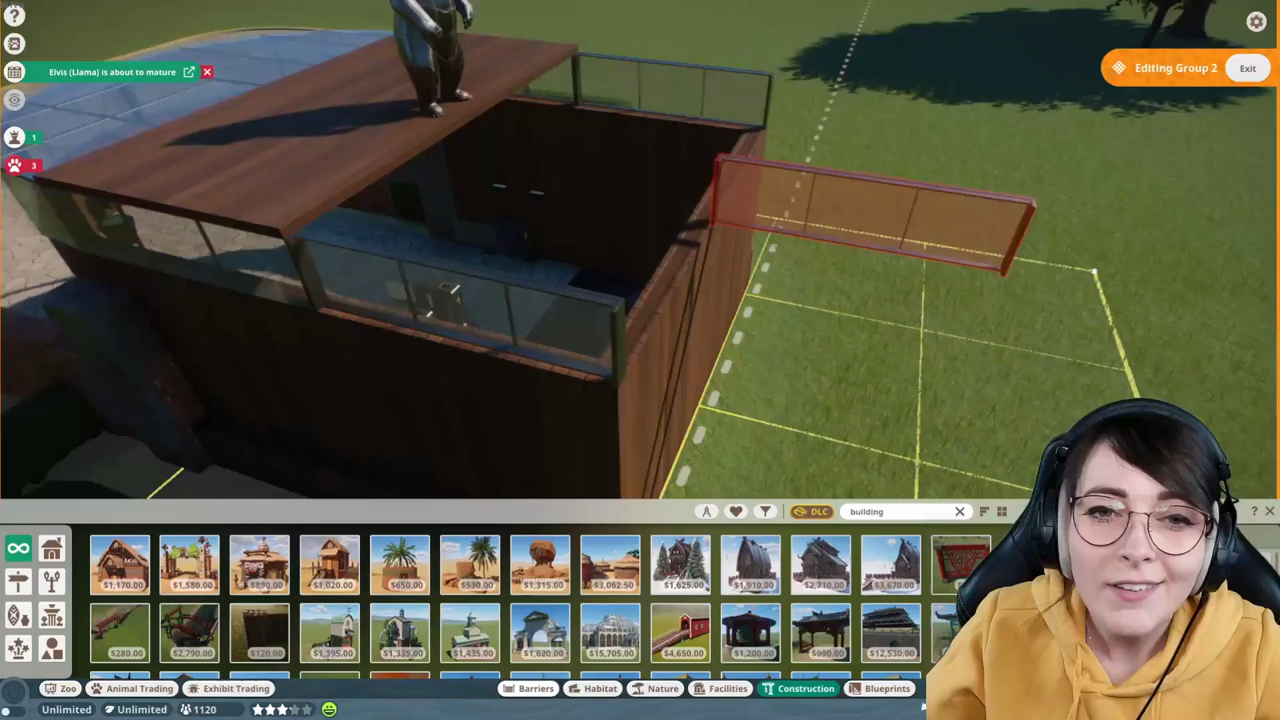 ?
Elvis (Llama) is about to mature
Editing Group 2
Exit
1
3
DLC
building
?
$1,170.00
$1,580.00
$890.00
$1,020.00
$650.00
$530.00
$1,315.00
$3,062.50
$1,625.00
$1,910.00
$2,710.00
$3,670.00
$280.00
$2,790.00
$120.00
$1,395.00
$1,335.00
$1,435.00
$1,620.00
$15,705.00
$4,650.00
$1,200.00
$990.00
$12,530.00
Zoo
Animal Trading
Exhibit Trading
Barriers
Habitat
Nature
Facilities
Construction
Blueprints
Unlimited
Unlimited
1120